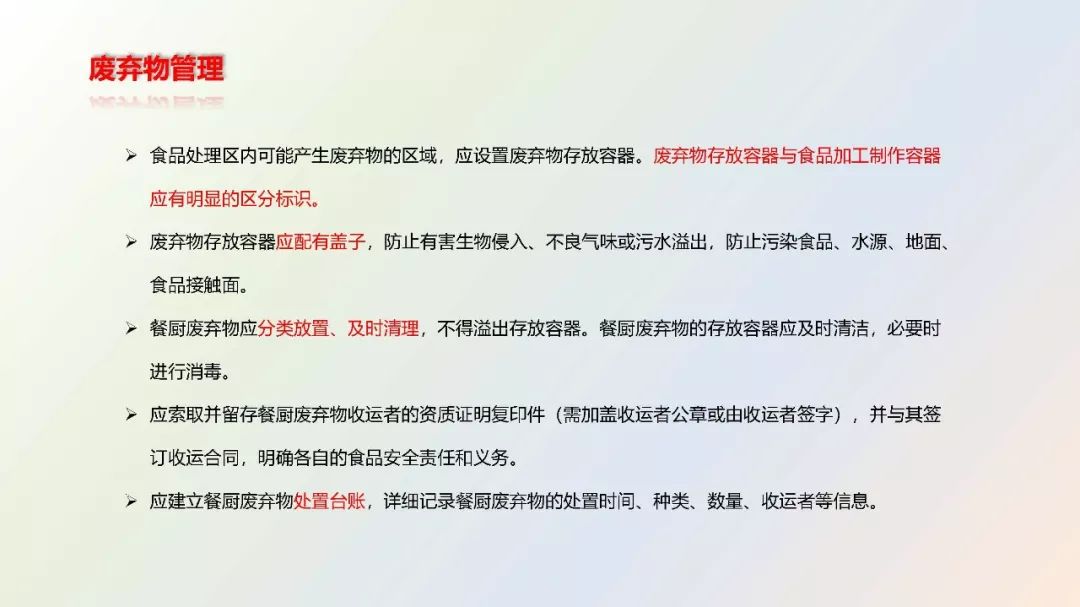 废弃物管理
➢ 食品处理区内可能产生废弃物的区域，应设置废弃物存放容器。废弃物存放容器与食品加工制作容器
应有明显的区分标识。
➢ 废弃物存放容器应配有盖子，防止有害生物侵入、不良气味或污水溢出，防止污染食品、水源、地面、
食品接触面。
➢ 餐厨废弃物应分类放置、及时清理，不得溢出存放容器。餐厨废弃物的存放容器应及时清洁，必要时
进行消毒。
➢ 应索取并留存餐厨废弃物收运者的资质证明复印件（需加盖收运者公章或由收运者签字），并与其签
订收运合同，明确各自的食品安全责任和义务。
➢ 应建立餐厨废弃物处置台账，详细记录餐厨废弃物的处置时间、种类、数量、收运者等信息。